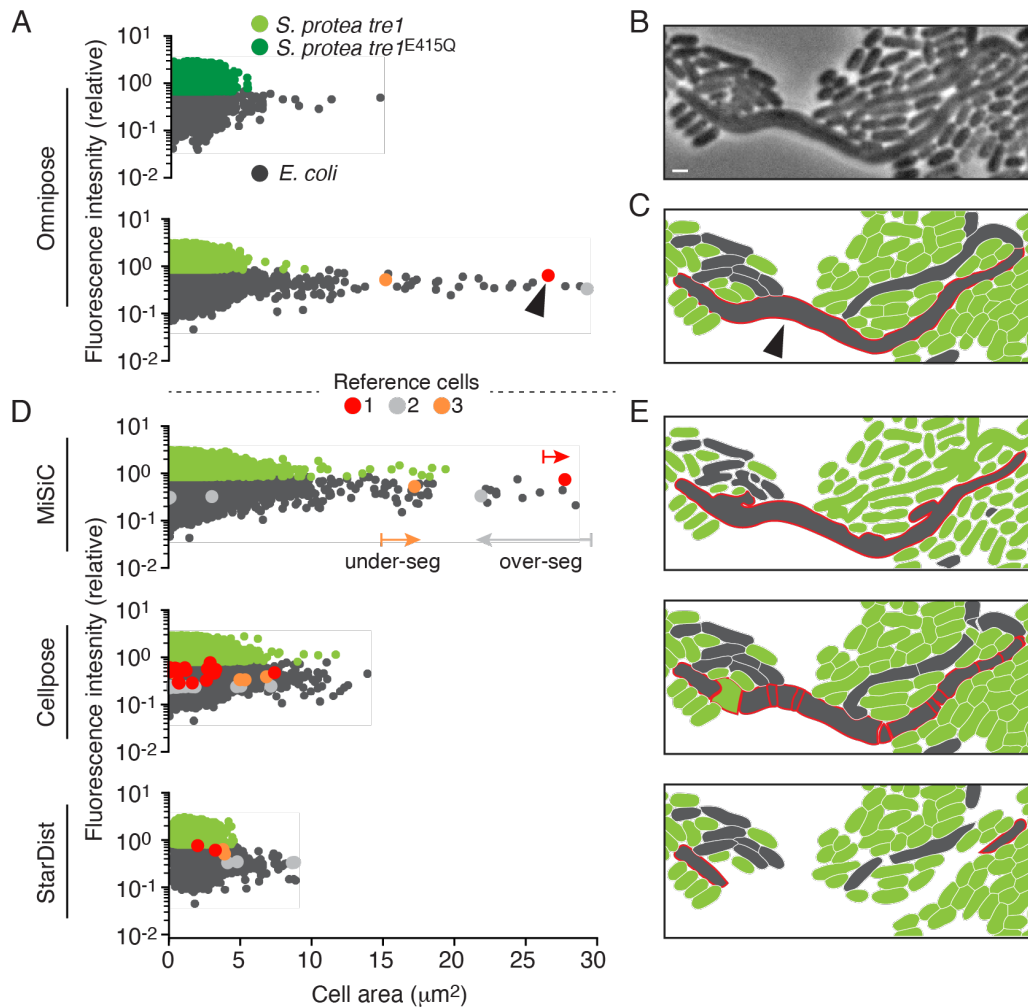 A
S. protea tre1
S. protea tre1E415Q
B
Omnipose
Fluorescence intesnity (relative)
10¹
10⁰
10-1
10-2
E. coli
10¹
10⁰
10-1
10-2
C
Reference cells
1 2 3
D
E
MiSiC
Cellpose
StarDist
Fluorescence intesnity (relative)
10¹
10⁰
10-1
10-2
under-seg over-seg
10¹
10⁰
10-1
10-2
10¹
10⁰
10-1
10-2
0 5 10 15 20 25 30
Cell area (μm²)